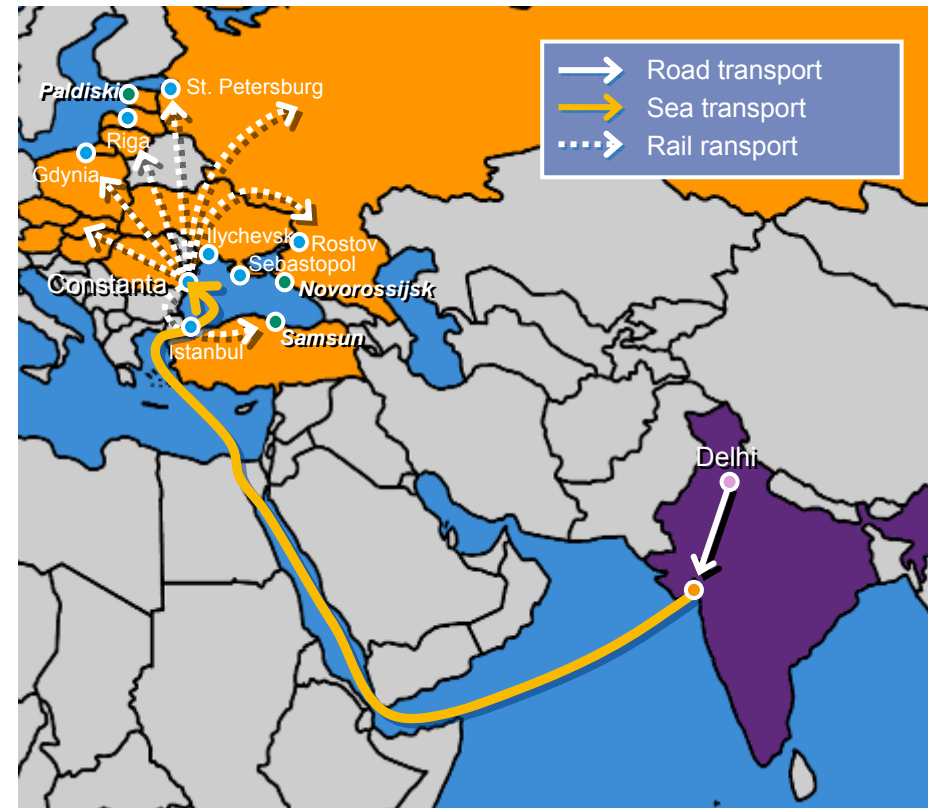 Road transport
Sea transport
Rail ransport
Paldiski
St. Petersburg
Riga
Gdynia
Ilychevsk
Rostov
Sebastopol
Constanta
Novorossijsk
Samsun
Istanbul
Delhi